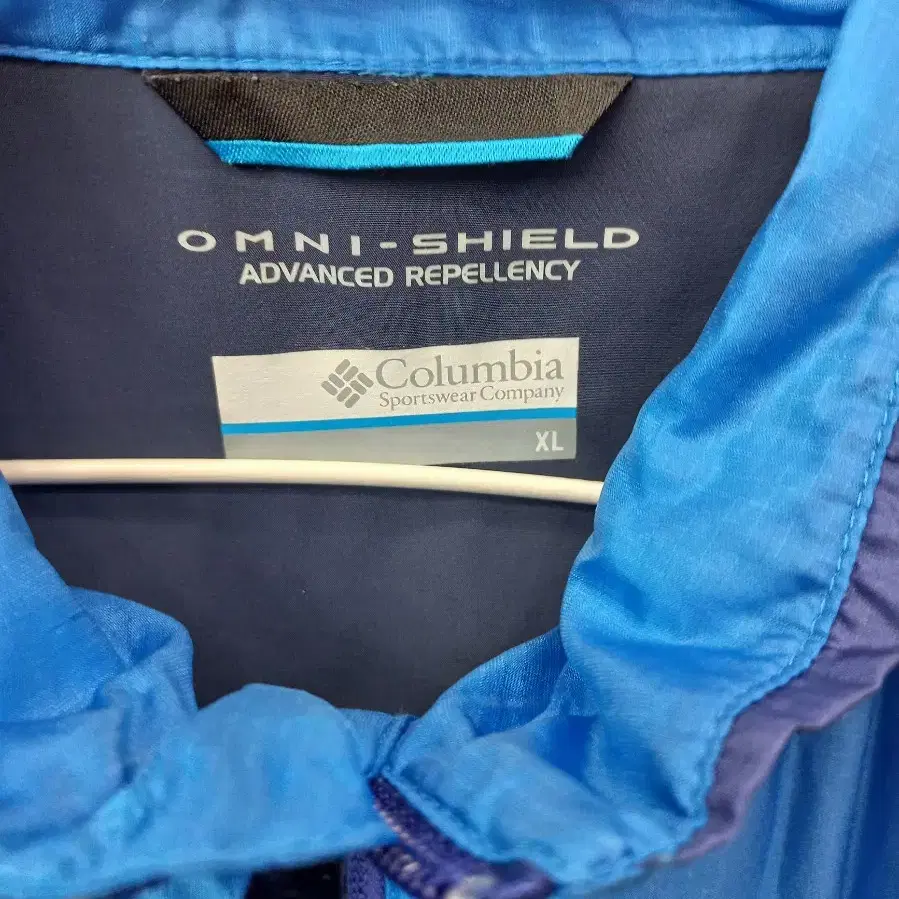 OMNI-SHIELD
ADVANCED REPELLENCY
Columbia
Sportswear Company
XL